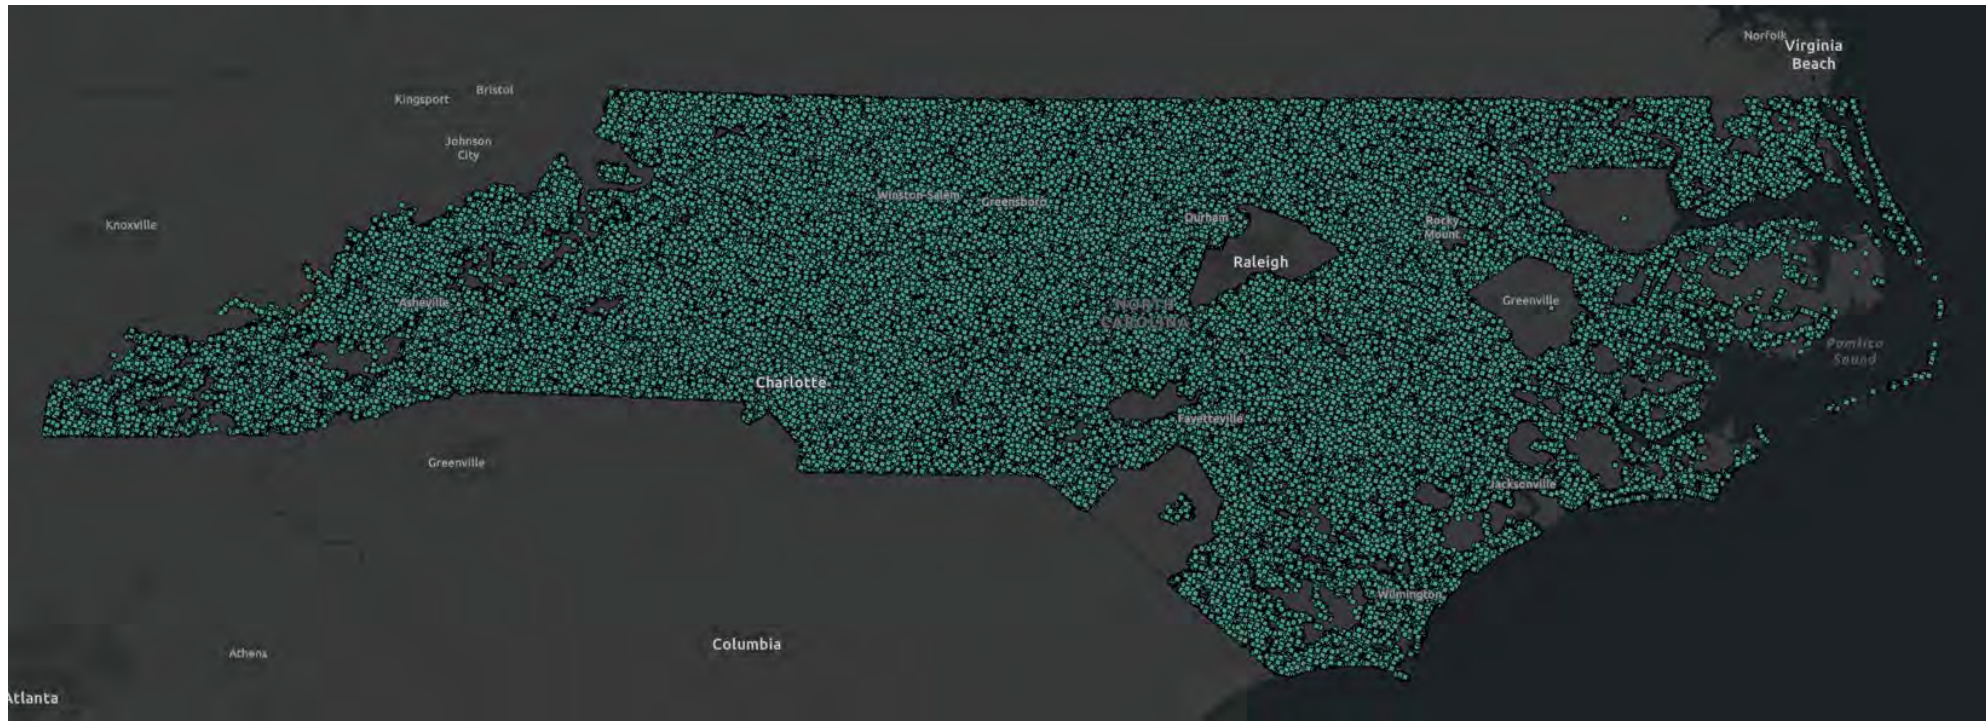 Norfolk
Virginia
Beach
Bristol
Kingsport
Johnson
City
Knoxville
Winston-Salem
Greensboro
Durham
Rocky
Mount
Raleigh
Asheville
Greenville
NORTH
CAROLINA
Pamlico
Sound
Charlotte
Fayetteville
Greenville
Jacksonville
Wilmington
Columbia
Athens
Atlanta